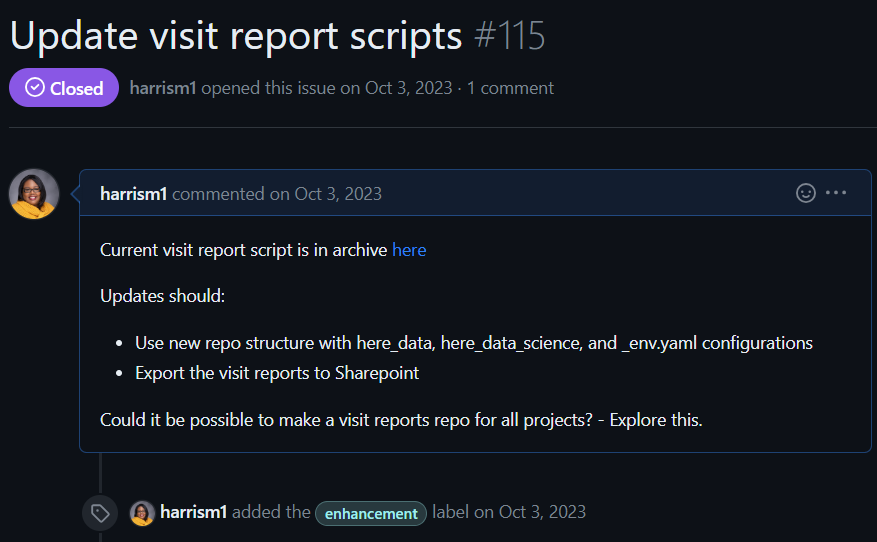 Update visit report scripts #115
Closed harrism1 opened this issue on Oct 3, 2023 · 1 comment
harrism1 commented on Oct 3, 2023
Current visit report script is in archive here
Updates should:
• Use new repo structure with here_data, here_data_science, and _env.yaml configurations
• Export the visit reports to Sharepoint
Could it be possible to make a visit reports repo for all projects? - Explore this.
harrism1 added the enhancement label on Oct 3, 2023